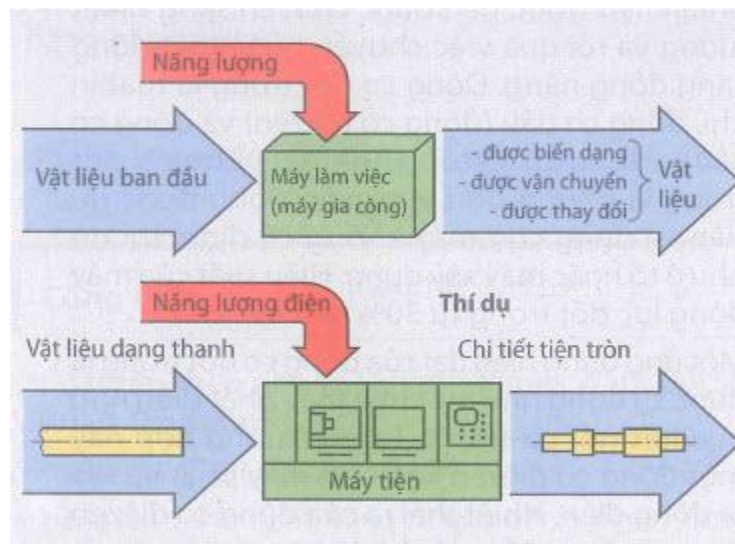 Năng lượng
Vật liệu ban đầu
Máy làm việc
(máy gia công)
- được biến dạng
- được vận chuyển
- được thay đổi
Vật
liệu
Năng lượng điện
Thí dụ
Vật liệu dạng thanh
Chi tiết tiện tròn
Máy tiện